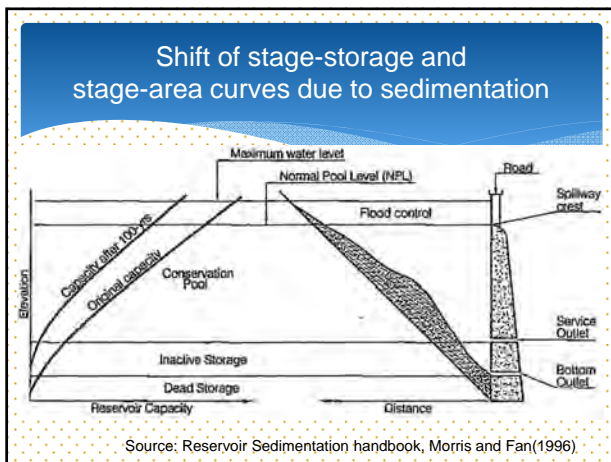 Shift of stage-storage and
stage-area curves due to sedimentation
Maximum water level
Road
Normal Pool Level (NPL)
Spillway
crest
Flood control
Capacity after 100-yrs
Original capacity
Conservation
Pool
Elevation
Service
Outlet
Inactive Storage
Bottom
Outlet
Dead Storage
Reservoir Capacity
Distance
Source: Reservoir Sedimentation handbook, Morris and Fan(1996)